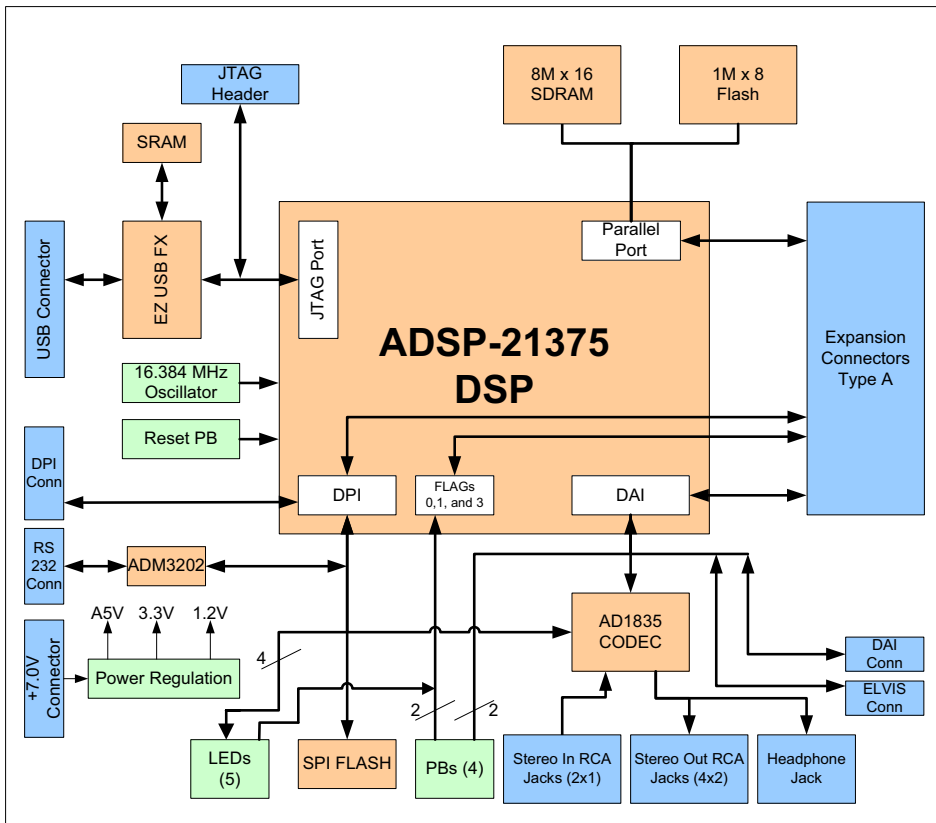 JTAG
Header
8M x 16
SDRAM
1M x 8
Flash
SRAM
USB Connector
EZ USB FX
JTAG Port
Parallel
Port
ADSP-21375
DSP
Expansion
Connectors
Type A
16.384 MHz
Oscillator
Reset PB
DPI
Conn
DPI
FLAGs
0,1, and 3
DAI
RS
232
Conn
ADM3202
A5V
3.3V
1.2V
+7.0V
Connector
Power Regulation
4
AD1835
CODEC
DAI
Conn
ELVIS
Conn
2
2
LEDs
(5)
SPI FLASH
PBs (4)
Stereo In RCA
Jacks (2x1)
Stereo Out RCA
Jacks (4x2)
Headphone
Jack